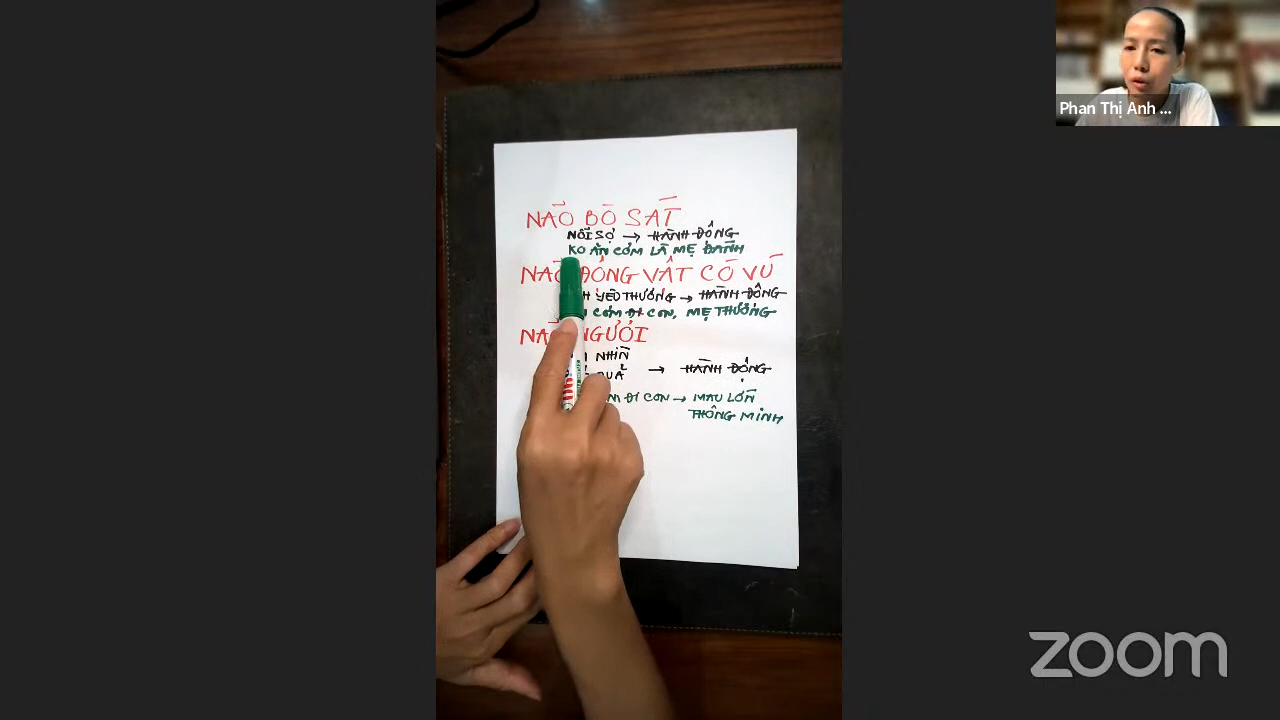 Phan Thị Anh ...
NÃO BÒ SÁT
NỖI SỢ → HÀNH ĐỘNG
KO ĂN CƠM LÀ MẸ ĐÁNH
ĐỘNG VẬT CÓ VÚ
YÊU THƯƠNG → HÀNH ĐỘNG
CƠM ĐI CON, MẸ THƯƠNG
NGƯỜI
NHÌN
→ HÀNH ĐỘNG
ĐI CON → MAU LỚN
THÔNG MINH
zoom